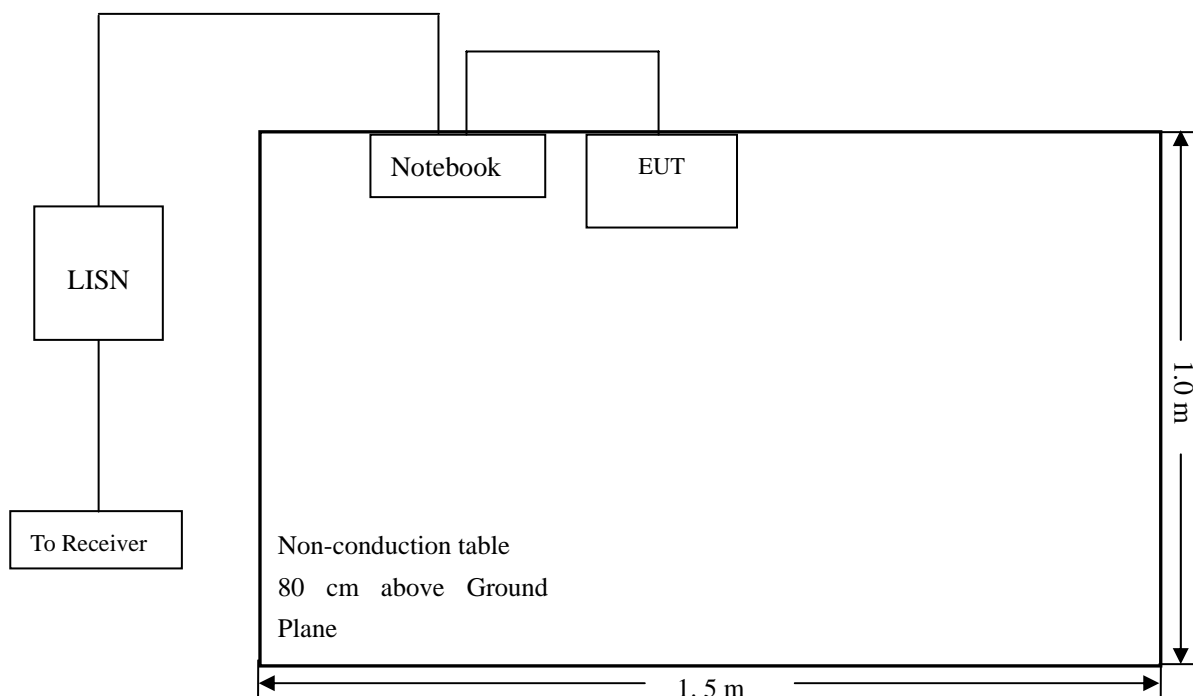 Notebook
EUT
LISN
1.0 m
To Receiver
Non-conduction table
80 cm above Ground
Plane
1. 5 m